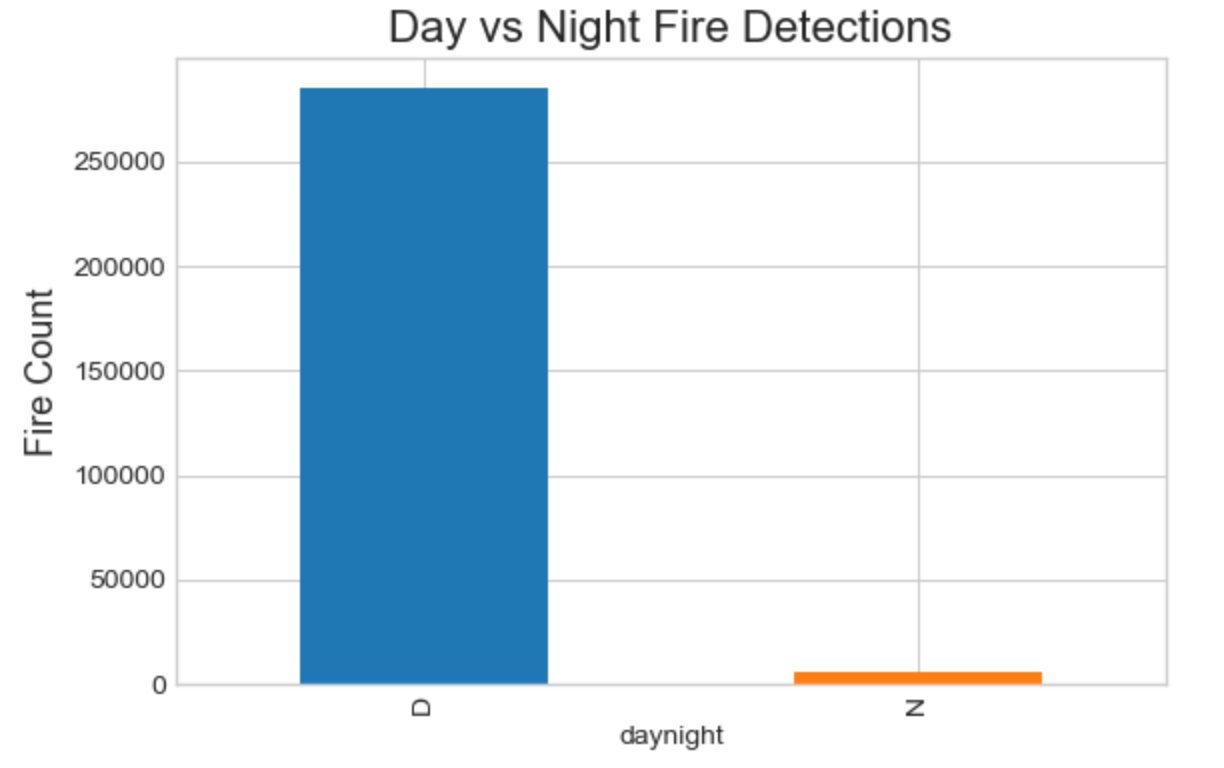 Day vs Night Fire Detections
Fire Count
250000
200000
150000
100000
50000
0
D
N
daynight